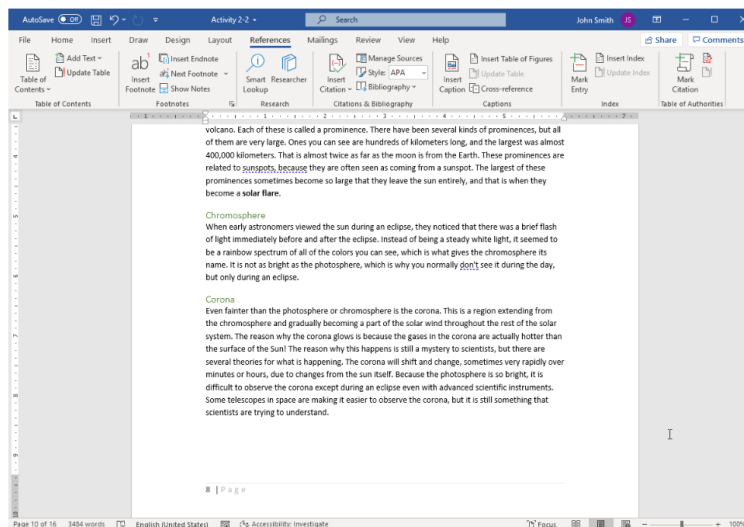 AutoSave Off Activity 2-2 Search John Smith JS
File Home Insert Draw Design Layout References Mailings Review View Help Share Comments
Table of Contents
Add Text
Update Table
Table of Contents
ab
Insert Footnote
Insert Endnote
Next Footnote
Show Notes
Footnotes
Smart Lookup
Researcher
Research
Insert Citation
Manage Sources
Style: APA
Bibliography
Citations & Bibliography
Insert Caption
Insert Table of Figures
Update Table
Cross-reference
Captions
Mark Entry
Insert Index
Update Index
Index
Mark Citation
Table of Authorities
volcano. Each of these is called a prominence. There have been several kinds of prominences, but all
of them are very large. Ones you can see are hundreds of kilometers long, and the largest was almost
400,000 kilometers. That is almost twice as far as the moon is from the Earth. These prominences are
related to sunspots, because they are often seen as coming from a sunspot. The largest of these
prominences sometimes become so large that they leave the sun entirely, and that is when they
become a solar flare.
Chromosphere
When early astronomers viewed the sun during an eclipse, they noticed that there was a brief flash
of light immediately before and after the eclipse. Instead of being a steady white light, it seemed to
be a rainbow spectrum of all of the colors you can see, which is what gives the chromosphere its
name. It is not as bright as the photosphere, which is why you normally don't see it during the day,
but only during an eclipse.
Corona
Even fainter than the photosphere or chromosphere is the corona. This is a region extending from
the chromosphere and gradually becoming a part of the solar wind throughout the rest of the solar
system. The reason why the corona glows is because the gases in the corona are actually hotter than
the surface of the Sun! The reason why this happens is still a mystery to scientists, but there are
several theories for what is happening. The corona will shift and change, sometimes very rapidly over
minutes or hours, due to changes from the sun itself. Because the photosphere is so bright, it is
difficult to observe the corona except during an eclipse even with advanced scientific instruments.
Some telescopes in space are making it easier to observe the corona, but it is still something that
scientists are trying to understand.
8 | Page
Page 10 of 16 3484 words English (United States) Accessibility: Investigate Focus 100%